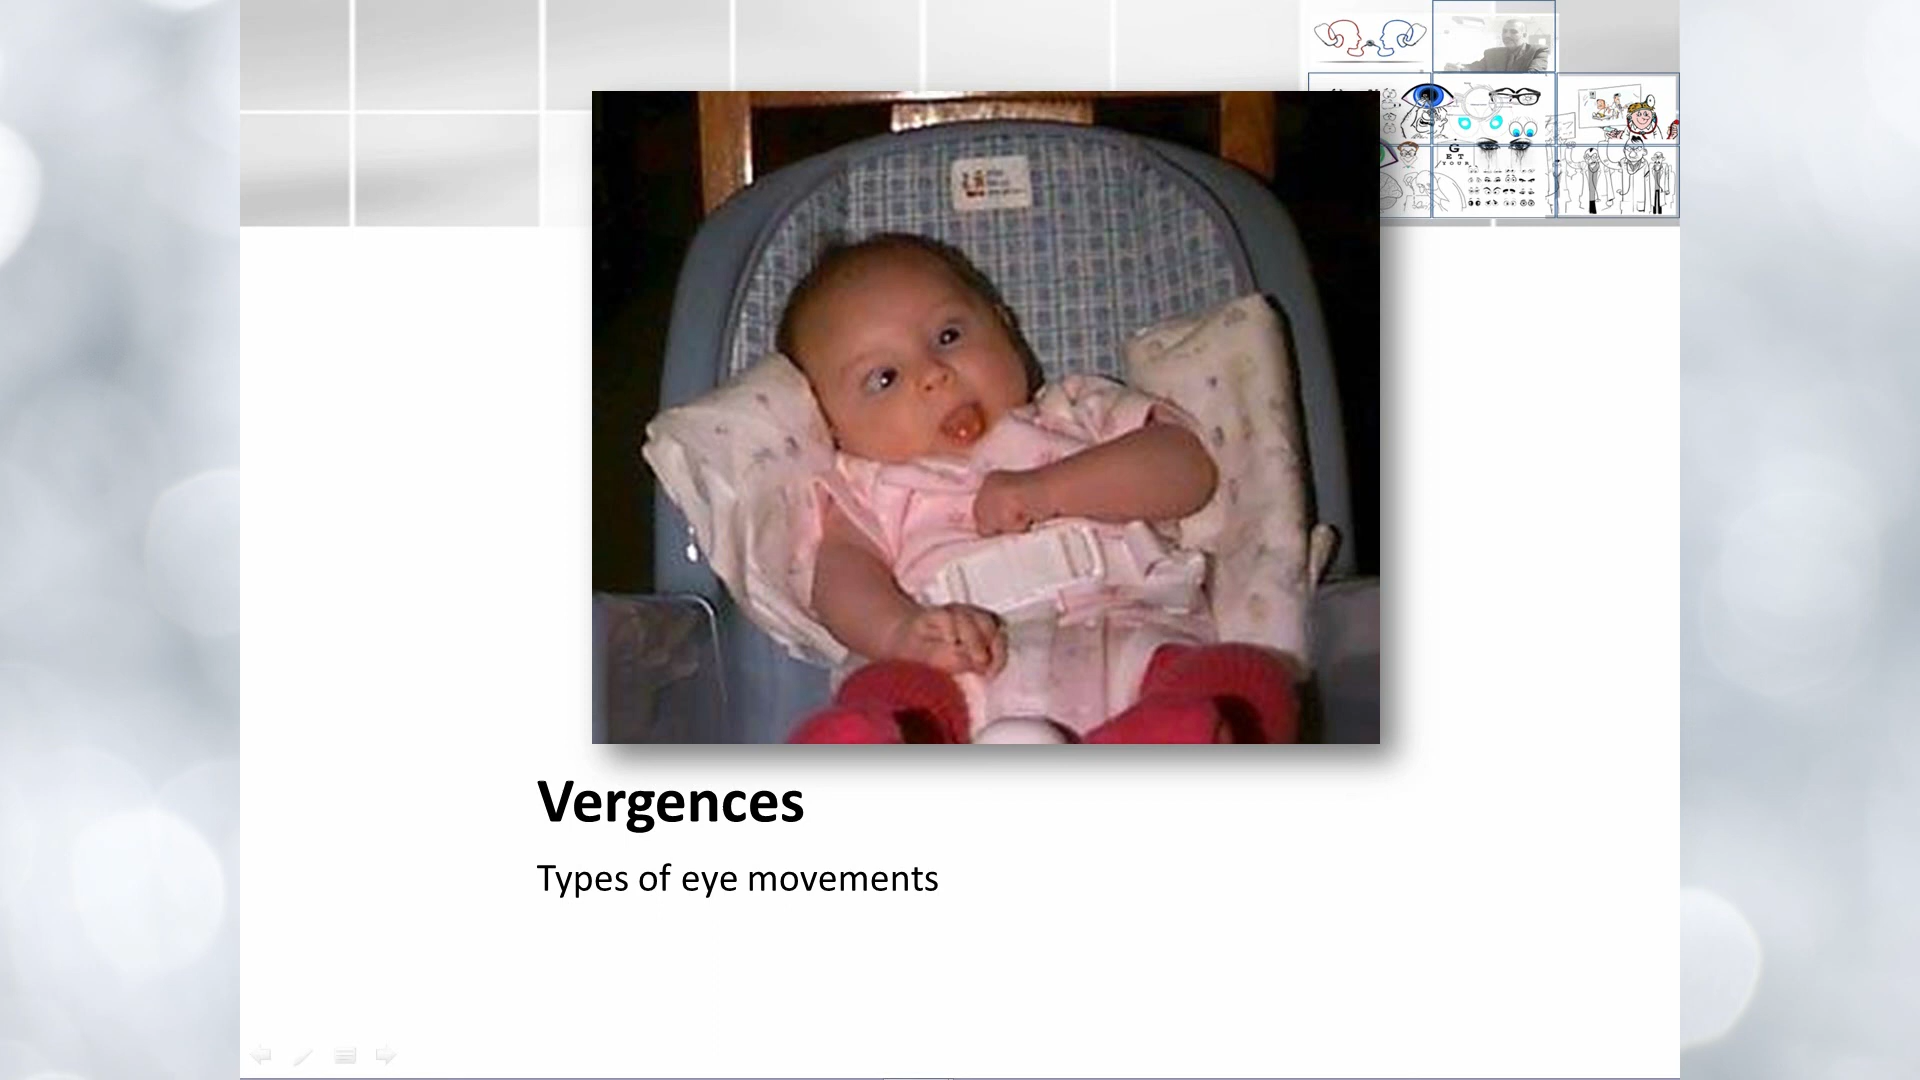 G
E T
Y O U R
Vergences
Types of eye movements